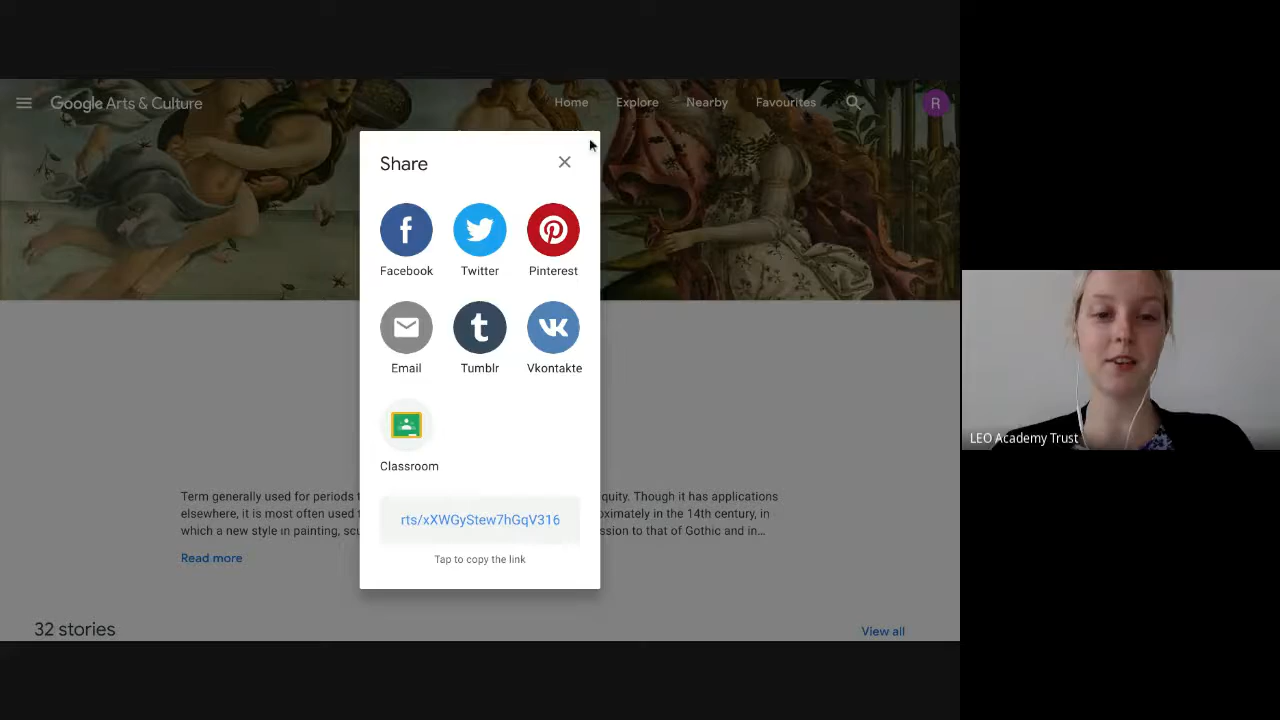 Google Arts & Culture
Home
Explore
Nearby
Favourites
R
Share
Facebook
Twitter
Pinterest
Email
Tumblr
Vkontakte
Classroom
rts/xXWGyStew7hGqV316
Tap to copy the link
Term generally used for periods
quity. Though it has applications
elsewhere, it is most often used
oximately in the 14th century, in
which a new style in painting, scu
ssion to that of Gothic and in…
Read more
32 stories
View all
LEO Academy Trust